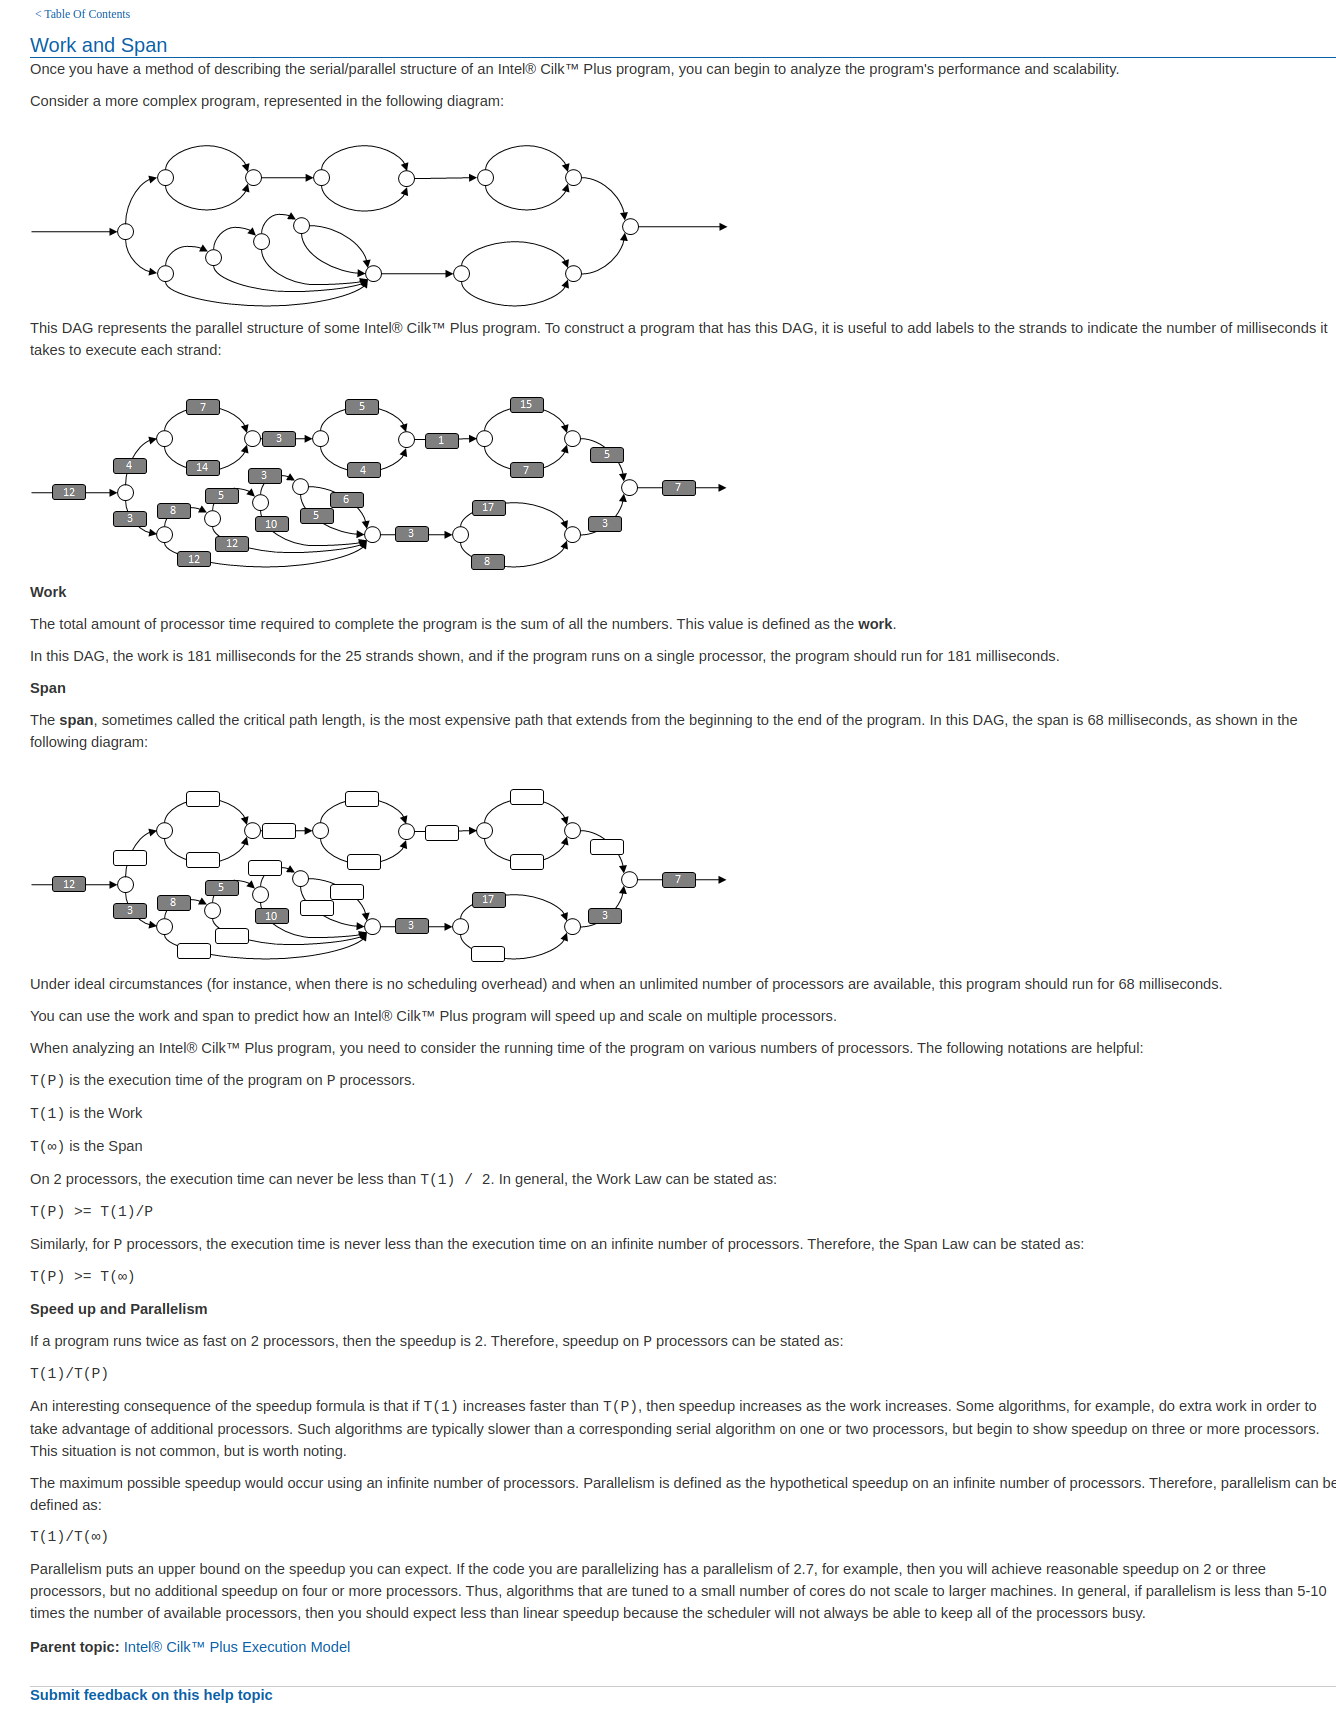 < Table Of Contents
Work and Span
Once you have a method of describing the serial/parallel structure of an Intel® Cilk™ Plus program, you can begin to analyze the program's performance and scalability.
Consider a more complex program, represented in the following diagram:
This DAG represents the parallel structure of some Intel® Cilk™ Plus program. To construct a program that has this DAG, it is useful to add labels to the strands to indicate the number of milliseconds it
takes to execute each strand:
7 5 15
3 1
14 4 7
4 5
12 3 7
5 6
8 5 17
3 10 3
12 3
12 8
Work
The total amount of processor time required to complete the program is the sum of all the numbers. This value is defined as the work.
In this DAG, the work is 181 milliseconds for the 25 strands shown, and if the program runs on a single processor, the program should run for 181 milliseconds.
Span
The span, sometimes called the critical path length, is the most expensive path that extends from the beginning to the end of the program. In this DAG, the span is 68 milliseconds, as shown in the
following diagram:
12 5 7
8 17
3 10 3
3
Under ideal circumstances (for instance, when there is no scheduling overhead) and when an unlimited number of processors are available, this program should run for 68 milliseconds.
You can use the work and span to predict how an Intel® Cilk™ Plus program will speed up and scale on multiple processors.
When analyzing an Intel® Cilk™ Plus program, you need to consider the running time of the program on various numbers of processors. The following notations are helpful:
T(P) is the execution time of the program on P processors.
T(1) is the Work
T(∞) is the Span
On 2 processors, the execution time can never be less than T(1) / 2. In general, the Work Law can be stated as:
T(P) >= T(1)/P
Similarly, for P processors, the execution time is never less than the execution time on an infinite number of processors. Therefore, the Span Law can be stated as:
T(P) >= T(∞)
Speed up and Parallelism
If a program runs twice as fast on 2 processors, then the speedup is 2. Therefore, speedup on P processors can be stated as:
T(1)/T(P)
An interesting consequence of the speedup formula is that if T(1) increases faster than T(P), then speedup increases as the work increases. Some algorithms, for example, do extra work in order to
take advantage of additional processors. Such algorithms are typically slower than a corresponding serial algorithm on one or two processors, but begin to show speedup on three or more processors.
This situation is not common, but is worth noting.
The maximum possible speedup would occur using an infinite number of processors. Parallelism is defined as the hypothetical speedup on an infinite number of processors. Therefore, parallelism can be
defined as:
T(1)/T(∞)
Parallelism puts an upper bound on the speedup you can expect. If the code you are parallelizing has a parallelism of 2.7, for example, then you will achieve reasonable speedup on 2 or three
processors, but no additional speedup on four or more processors. Thus, algorithms that are tuned to a small number of cores do not scale to larger machines. In general, if parallelism is less than 5-10
times the number of available processors, then you should expect less than linear speedup because the scheduler will not always be able to keep all of the processors busy.
Parent topic: Intel® Cilk™ Plus Execution Model
Submit feedback on this help topic